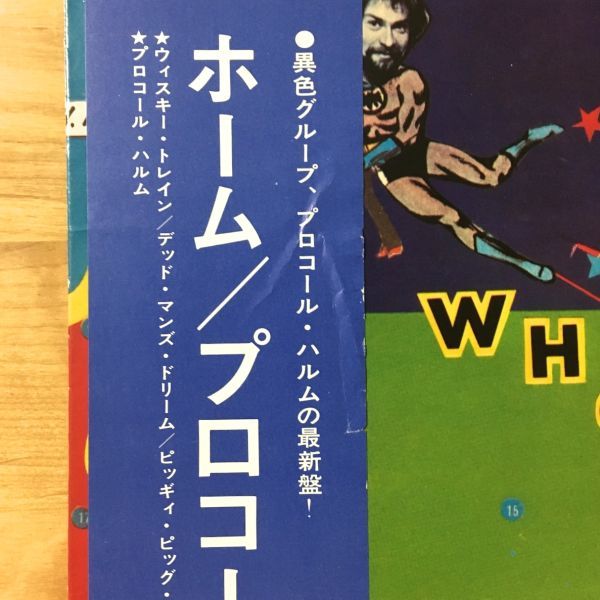 ●異色グループ、プロコール・ハルムの最新盤！
ホーム／プロコー
★ウィスキー・トレイン／デッド・マンズ・ドリーム／ピッギィ・ピッグ・
★プロコール・ハルム
WH
15
17